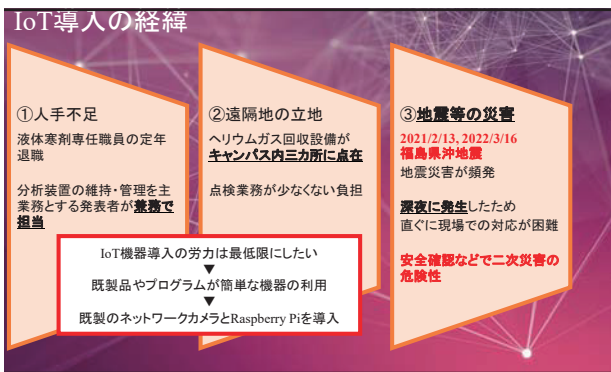 IoT導入の経緯
①人手不足
液体寒剤専任職員の定年
退職
分析装置の維持・管理を主
業務とする発表者が兼務で
担当
②遠隔地の立地
ヘリウムガス回収設備が
キャンパス内三カ所に点在
点検業務が少なくない負担
③地震等の災害
2021/2/13, 2022/3/16
福島県沖地震
地震災害が頻発
深夜に発生したため
直ぐに現場での対応が困難
安全確認などで二次災害の
危険性
IoT機器導入の労力は最低限にしたい
▼
既製品やプログラムが簡単な機器の利用
▼
既製のネットワークカメラとRaspberry Piを導入